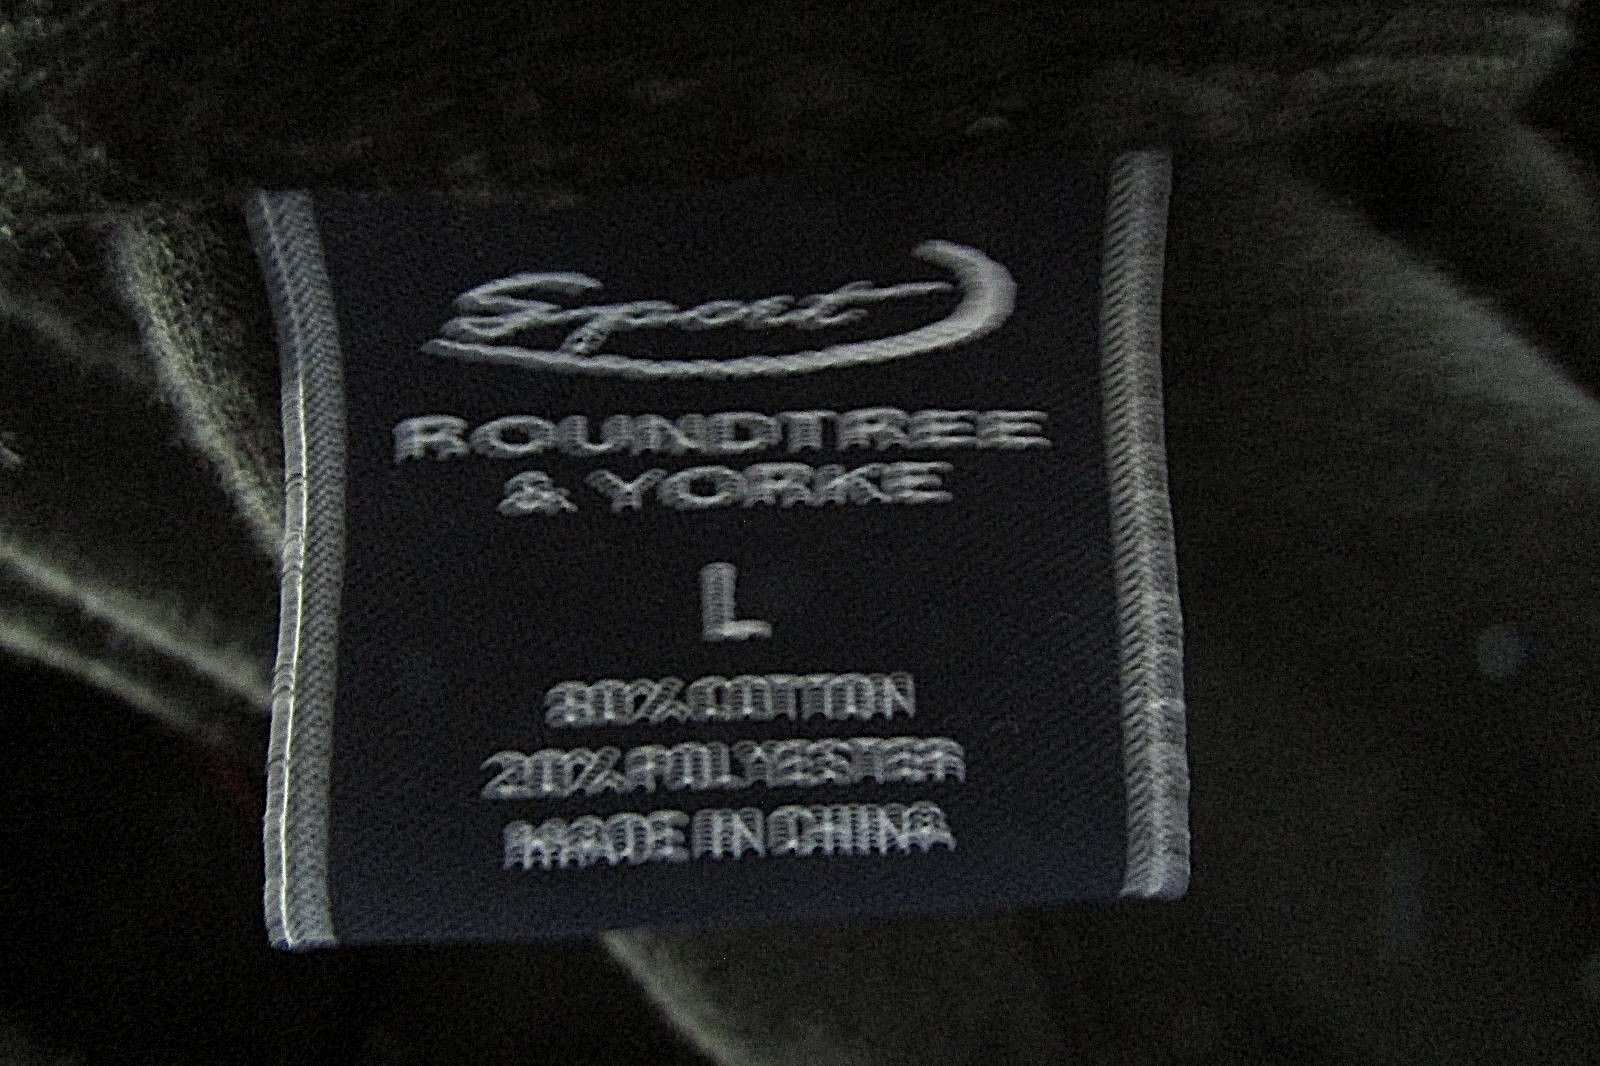 Sport
ROUNDTREE
& YORKE
L
80% COTTON
20% POLYESTER
MADE IN CHINA